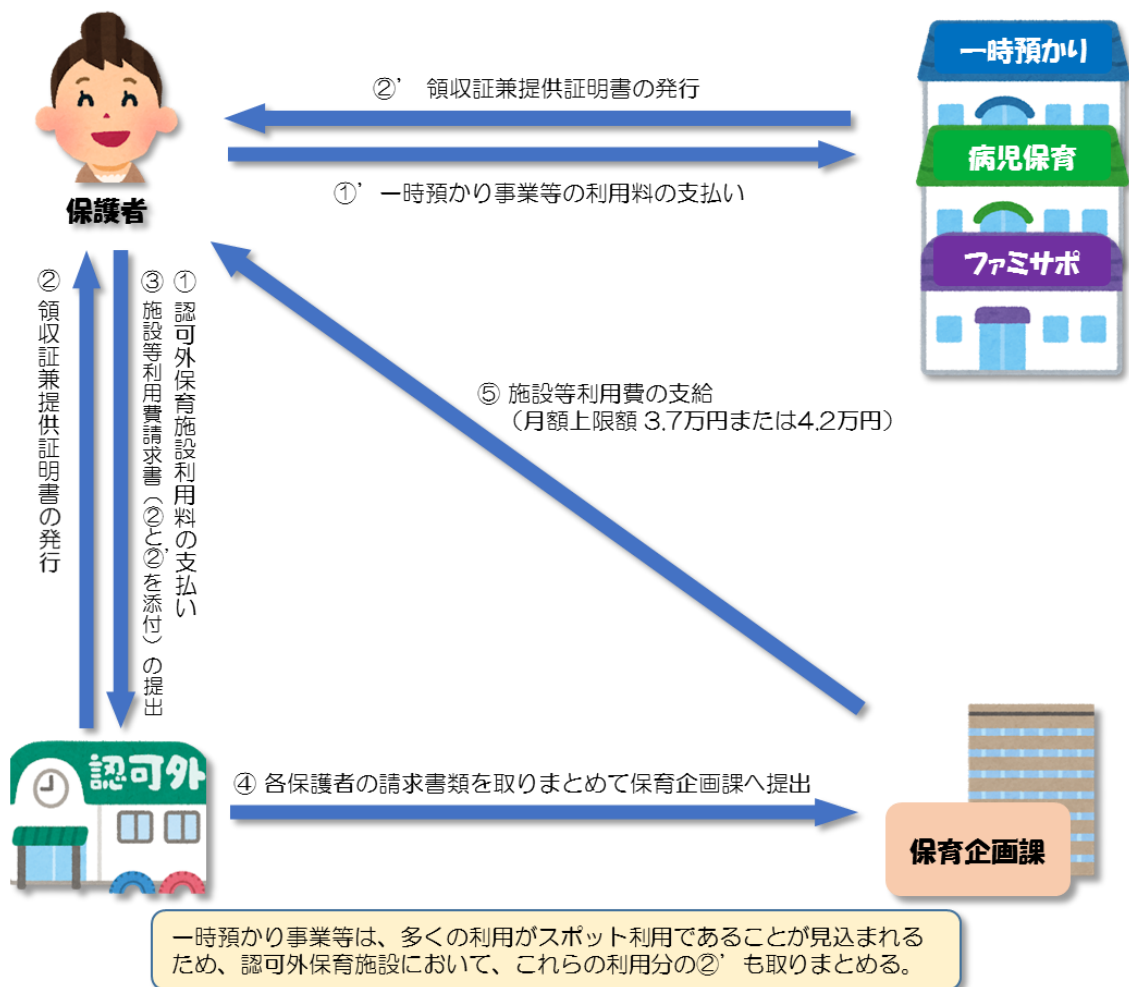 一時預かり
②’ 領収証兼提供証明書の発行
病児保育
①’一時預かり事業等の利用料の支払い
保護者
ファミサポ
① 認可外保育施設利用料の支払い
③ 施設等利用費請求書（②と②’を添付）の提出
② 領収証兼提供証明書の発行
⑤ 施設等利用費の支給
（月額上限額 3.7万円または4.2万円）
認可外
④ 各保護者の請求書類を取りまとめて保育企画課へ提出
保育企画課
一時預かり事業等は、多くの利用がスポット利用であることが見込まれる
ため、認可外保育施設において、これらの利用分の②’も取りまとめる。